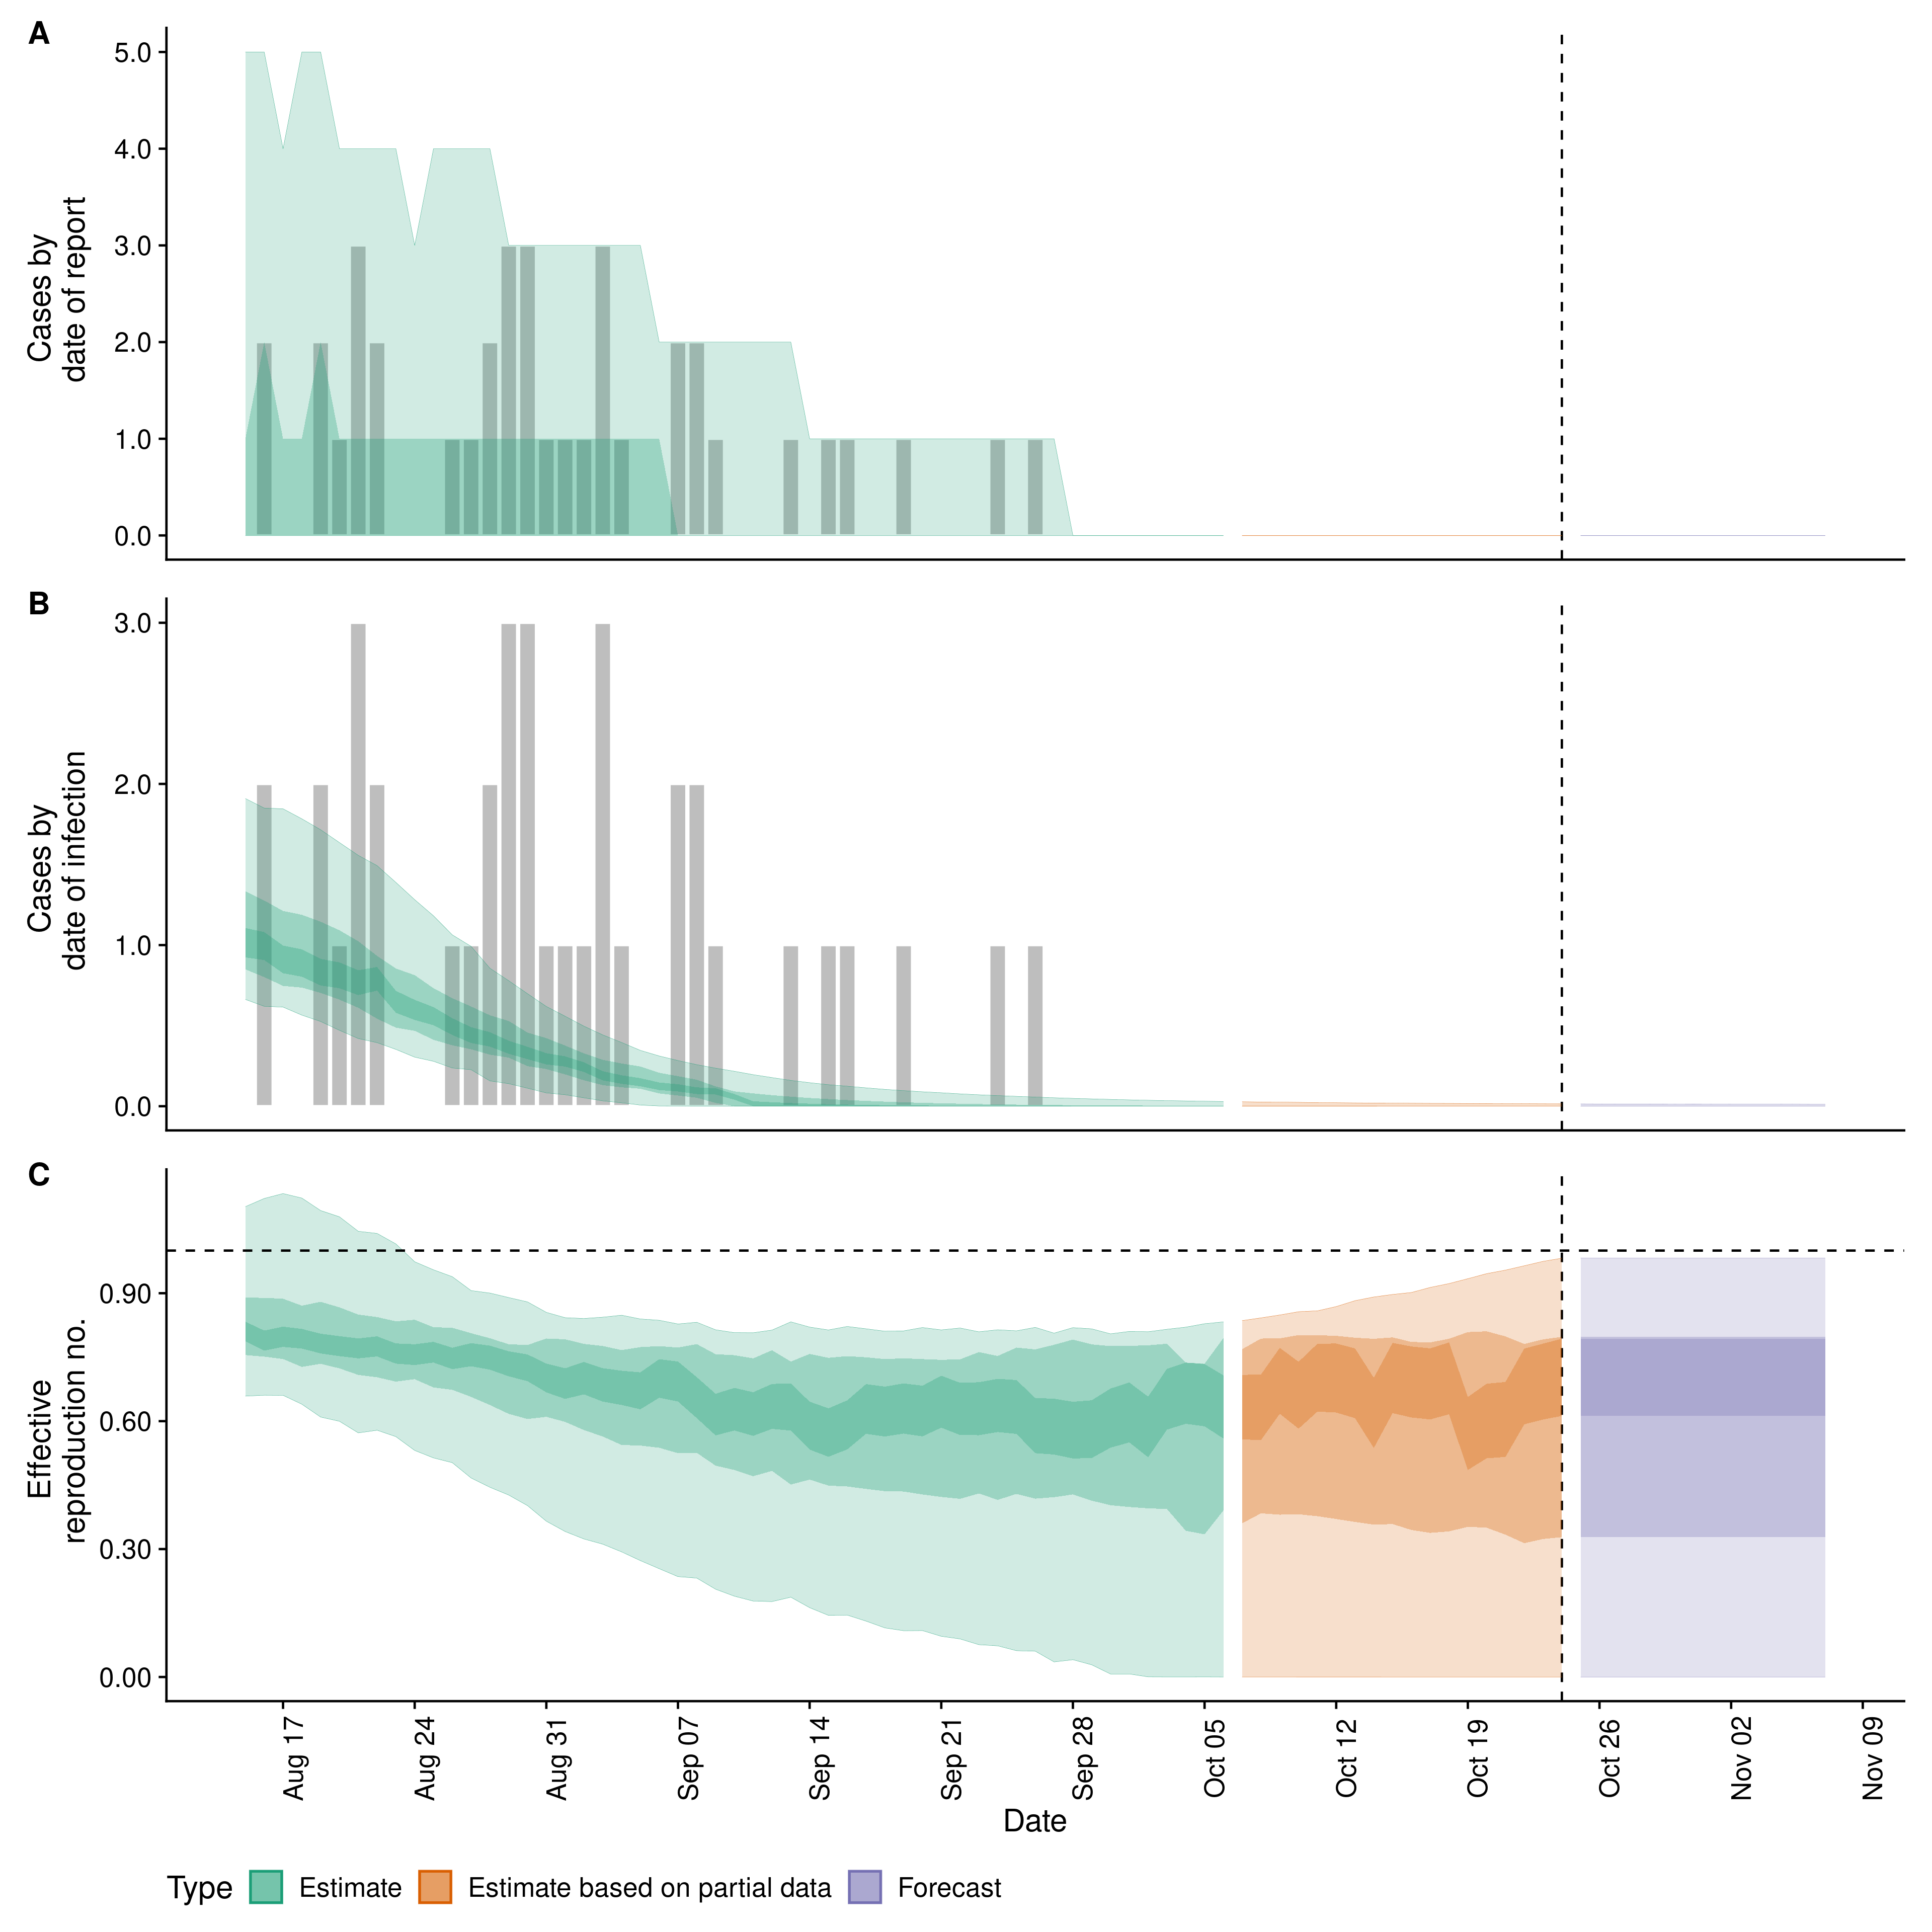 A
Cases by
date of report
5.0
4.0
3.0
2.0
1.0
0.0
B
Cases by
date of infection
3.0
2.0
1.0
0.0
C
Effective
reproduction no.
0.90
0.60
0.30
0.00
Aug 17
Aug 24
Aug 31
Sep 07
Sep 14
Sep 21
Sep 28
Oct 05
Oct 12
Oct 19
Oct 26
Nov 02
Nov 09
Date
Type Estimate Estimate based on partial data Forecast